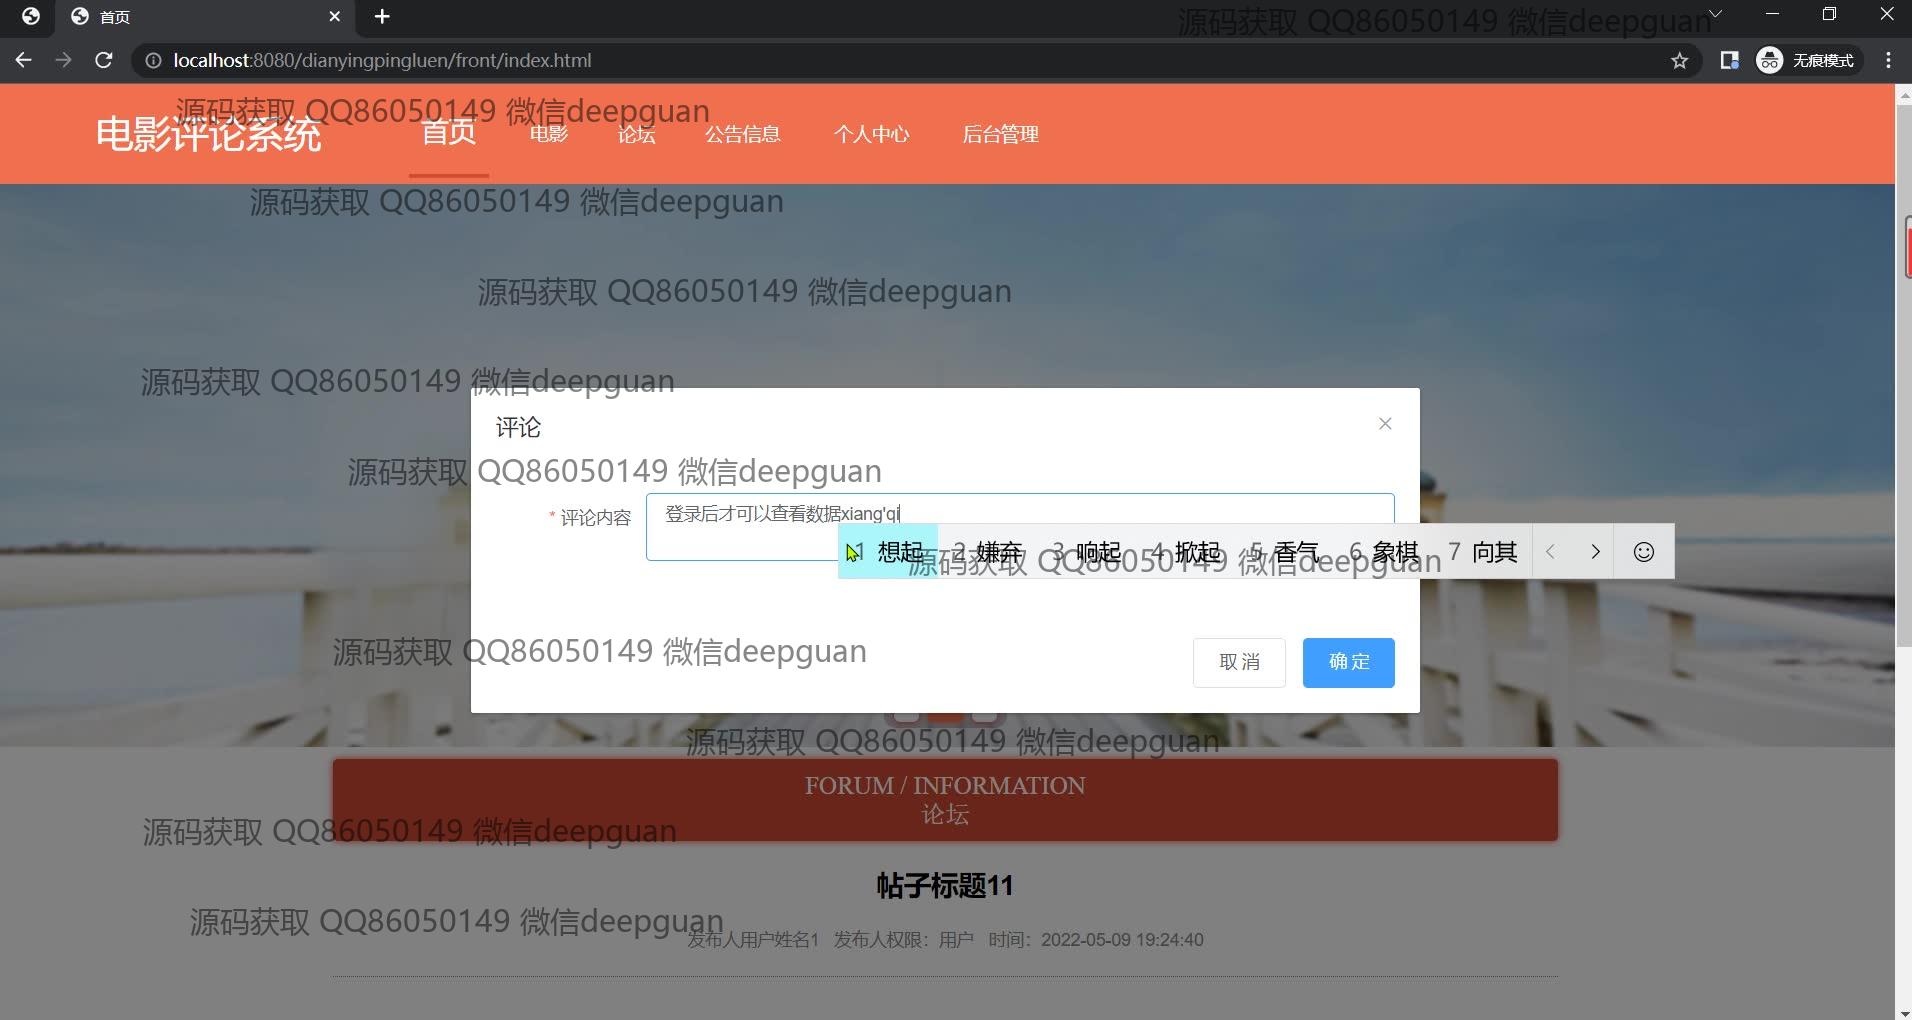 首页
源码获取 QQ86050149 微信deepguan
localhost:8080/dianyingpingluen/front/index.html
无痕模式
源码获取 QQ86050149 微信deepguan
电影评论系统
首页
电影
论坛
公告信息
个人中心
后台管理
源码获取 QQ86050149 微信deepguan
源码获取 QQ86050149 微信deepguan
源码获取 QQ86050149 微信deepguan
评论
源码获取 QQ86050149 微信deepguan
* 评论内容
登录后才可以查看数据xiang'qi
1 想起 2 嫌弃 3 响起 4 掀起 5 香气 6 象棋 7 向其
源码获取 QQ86050149 微信deepguan
源码获取 QQ86050149 微信deepguan
取消
确定
源码获取 QQ86050149 微信deepguan
FORUM / INFORMATION
论坛
源码获取 QQ86050149 微信deepguan
帖子标题11
源码获取 QQ86050149 微信deepguan
发布人用户姓名1 发布人权限：用户 时间：2022-05-09 19:24:40